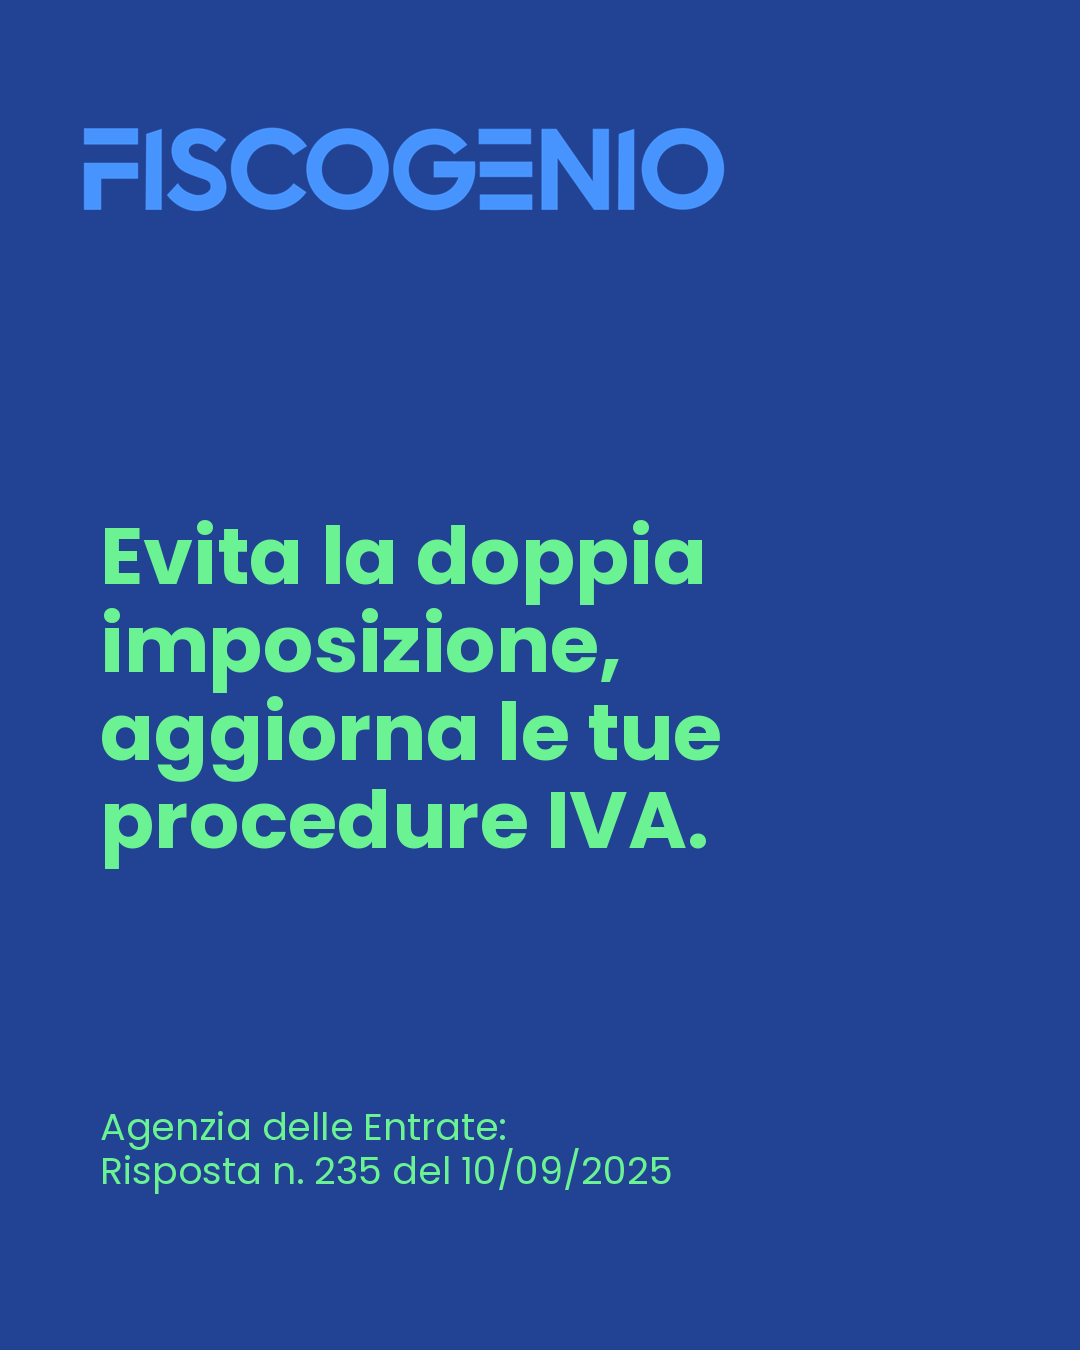 FISCOGENIO
Evita la doppia
imposizione,
aggiorna le tue
procedure IVA.
Agenzia delle Entrate:
Risposta n. 235 del 10/09/2025